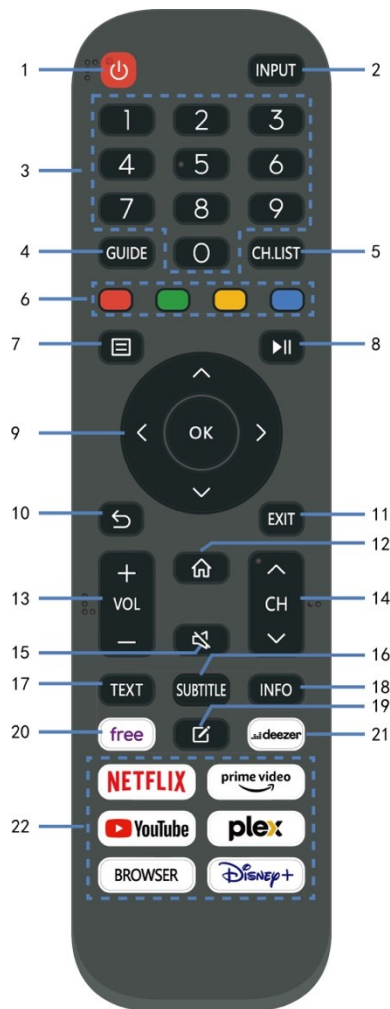 1 INPUT 2
1 2 3
3 4 5 6
7 8 9
4 GUIDE 0 CH.LIST 5
6
7 8
9 OK
10 EXIT 11
12
+
13 VOL CH 14
−
15
16
17 TEXT SUBTITLE INFO 18
19
20 free deezer 21
NETFLIX prime video
22 YouTube plex
BROWSER Disney+